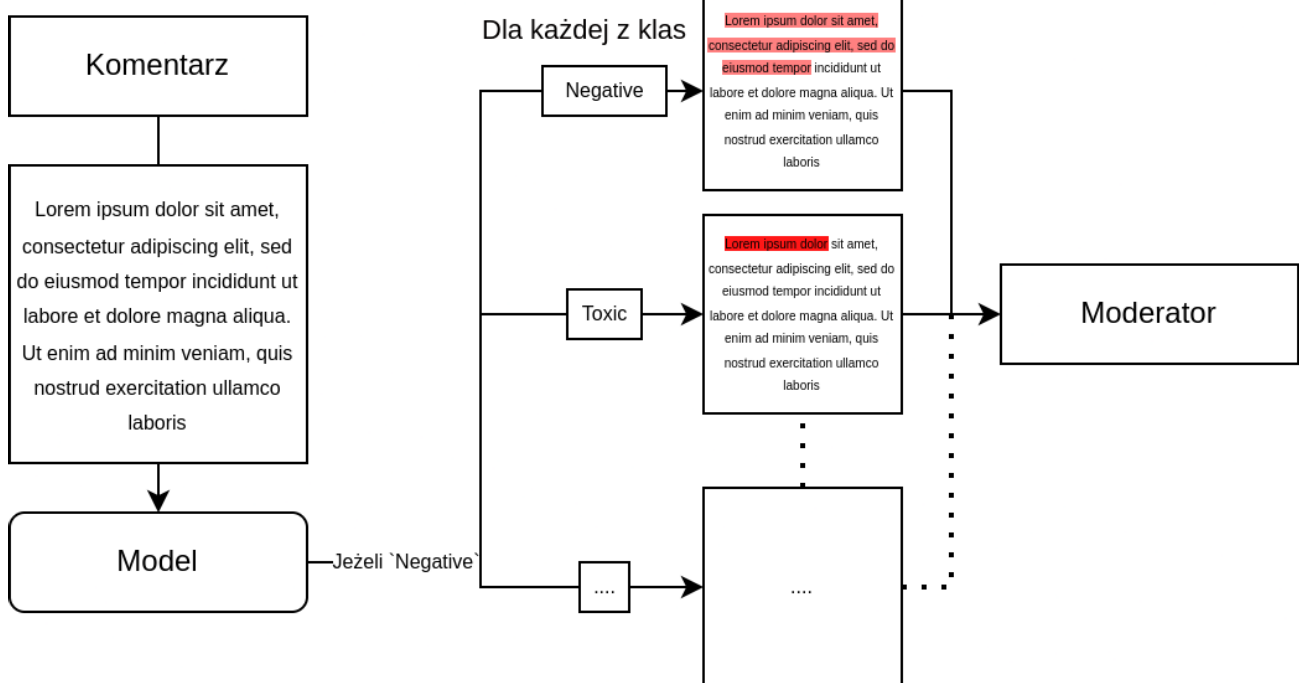 Komentarz
Lorem ipsum dolor sit amet,
consectetur adipiscing elit, sed
do eiusmod tempor incididunt ut
labore et dolore magna aliqua.
Ut enim ad minim veniam, quis
nostrud exercitation ullamco
laboris
Model
Jeżeli `Negative`
Dla każdej z klas
Negative
Lorem ipsum dolor sit amet,
consectetur adipiscing elit, sed do
eiusmod tempor incididunt ut
labore et dolore magna aliqua. Ut
enim ad minim veniam, quis
nostrud exercitation ullamco
laboris
Toxic
Lorem ipsum dolor sit amet,
consectetur adipiscing elit, sed do
eiusmod tempor incididunt ut
labore et dolore magna aliqua. Ut
enim ad minim veniam, quis
nostrud exercitation ullamco
laboris
....
....
Moderator